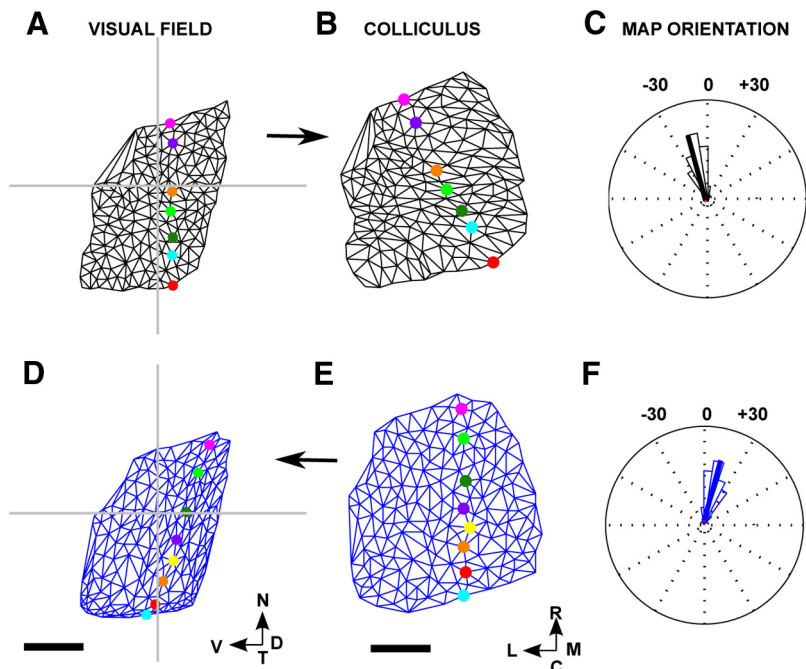 A VISUAL FIELD
B COLLICULUS
C MAP ORIENTATION
-30 0 +30
D
E
F
-30 0 +30
N
V D
T
R
L M
C